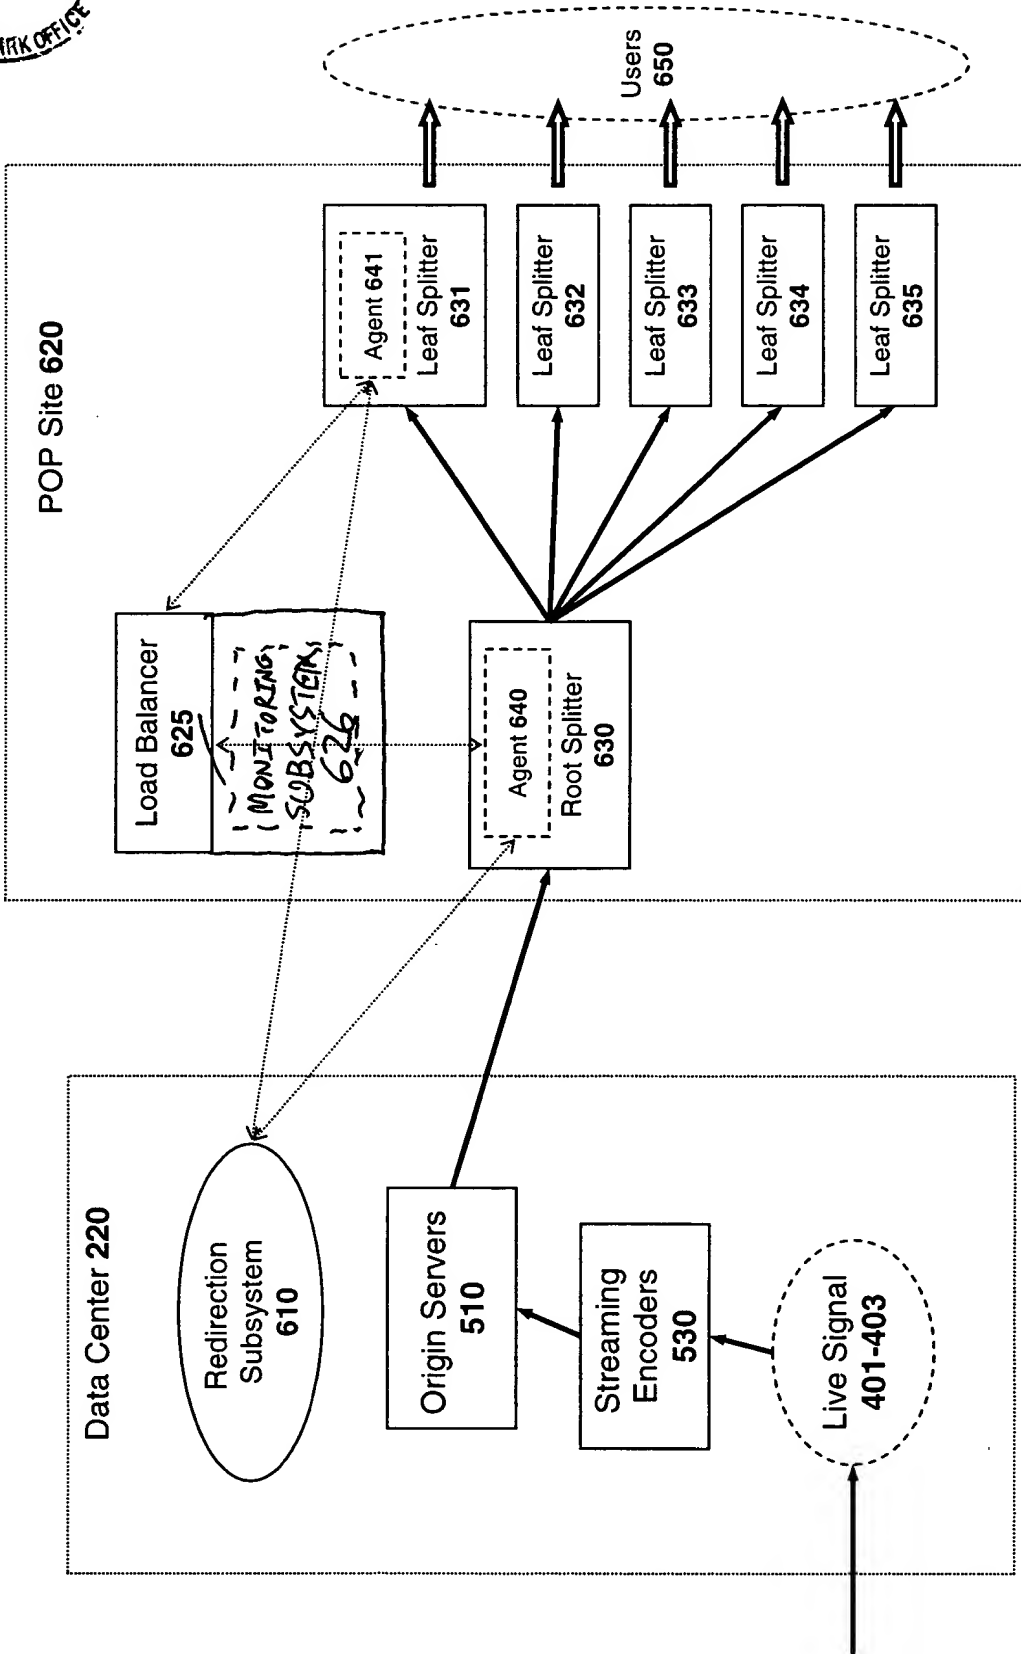 RK OFFICE
Users
650
POP Site 620
Load Balancer
625
MONITORING
SUBSYSTEM
626
Agent 641
Leaf Splitter
631
Leaf Splitter
632
Leaf Splitter
633
Leaf Splitter
634
Leaf Splitter
635
Agent 640
Root Splitter
630
Data Center 220
Redirection
Subsystem
610
Origin Servers
510
Streaming
Encoders
530
Live Signal
401-403